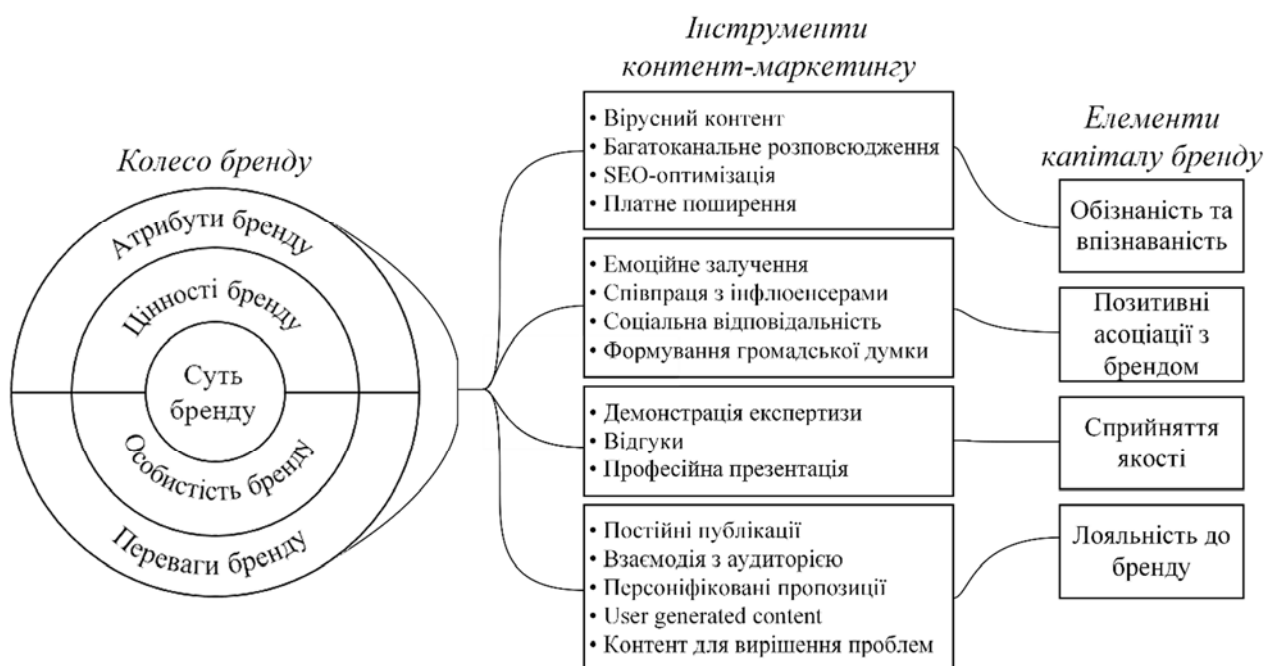 Колесо бренду
Атрибути бренду
Цінності бренду
Суть
бренду
Особистість бренду
Переваги бренду
Інструменти
контент-маркетингу
• Вірусний контент
• Багатоканальне розповсюдження
• SEO-оптимізація
• Платне поширення
• Емоційне залучення
• Співпраця з інфлюенсерами
• Соціальна відповідальність
• Формування громадської думки
• Демонстрація експертизи
• Відгуки
• Професійна презентація
• Постійні публікації
• Взаємодія з аудиторією
• Персоніфіковані пропозиції
• User generated content
• Контент для вирішення проблем
Елементи
капіталу бренду
Обізнаність та
впізнаваність
Позитивні
асоціації з
брендом
Сприйняття
якості
Лояльність до
бренду